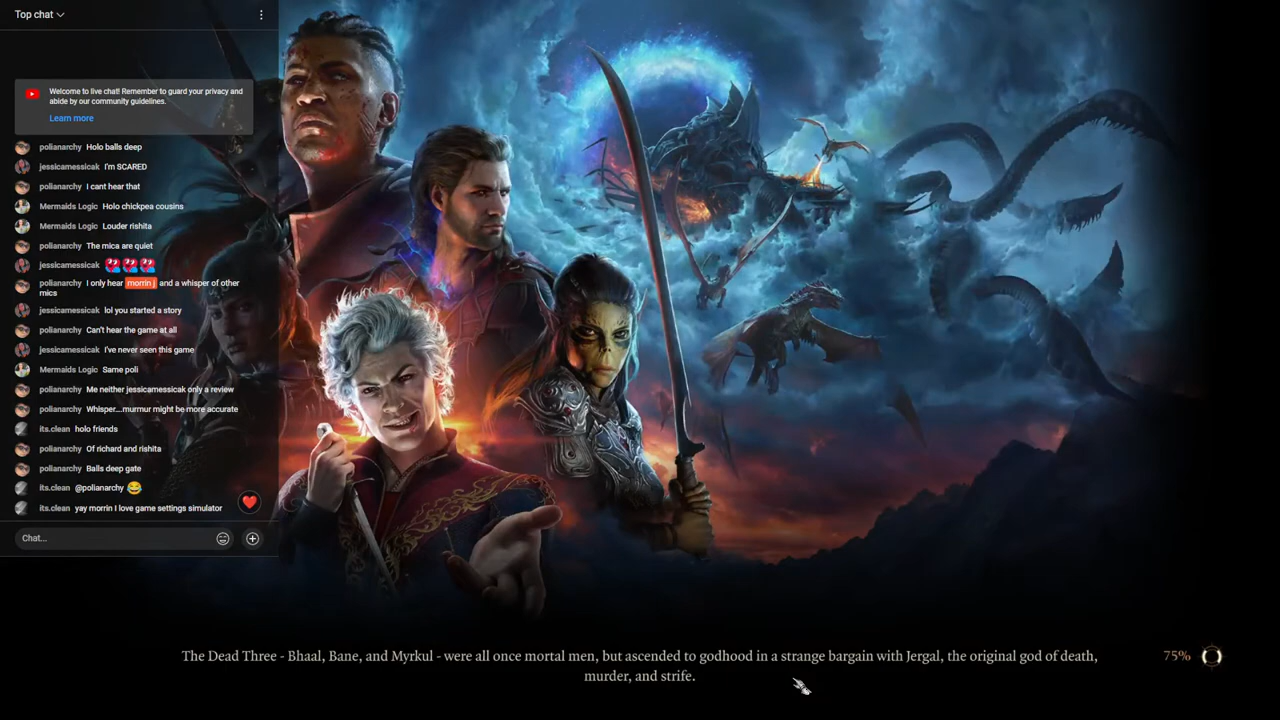 Top chat
Welcome to live chat! Remember to guard your privacy and
abide by our community guidelines.
Learn more
polianarchy Holo balls deep
jessicamessicak I'm SCARED
polianarchy I cant hear that
Mermaids Logic Holo chickpea cousins
Mermaids Logic Louder rishita
polianarchy The mica are quiet
jessicamessicak
polianarchy I only hear morrin j and a whisper of other
mics
jessicamessicak lol you started a story
polianarchy Can't hear the game at all
jessicamessicak I've never seen this game
Mermaids Logic Same poli
polianarchy Me neither jessicamessicak only a review
polianarchy Whisper...murmur might be more accurate
its.clean holo friends
polianarchy Of richard and rishita
polianarchy Balls deep gate
its.clean @polianarchy 😂
its.clean yay morrin I love game settings simulator
Chat...
The Dead Three - Bhaal, Bane, and Myrkul - were all once mortal men, but ascended to godhood in a strange bargain with Jergal, the original god of death,
murder, and strife.
75%